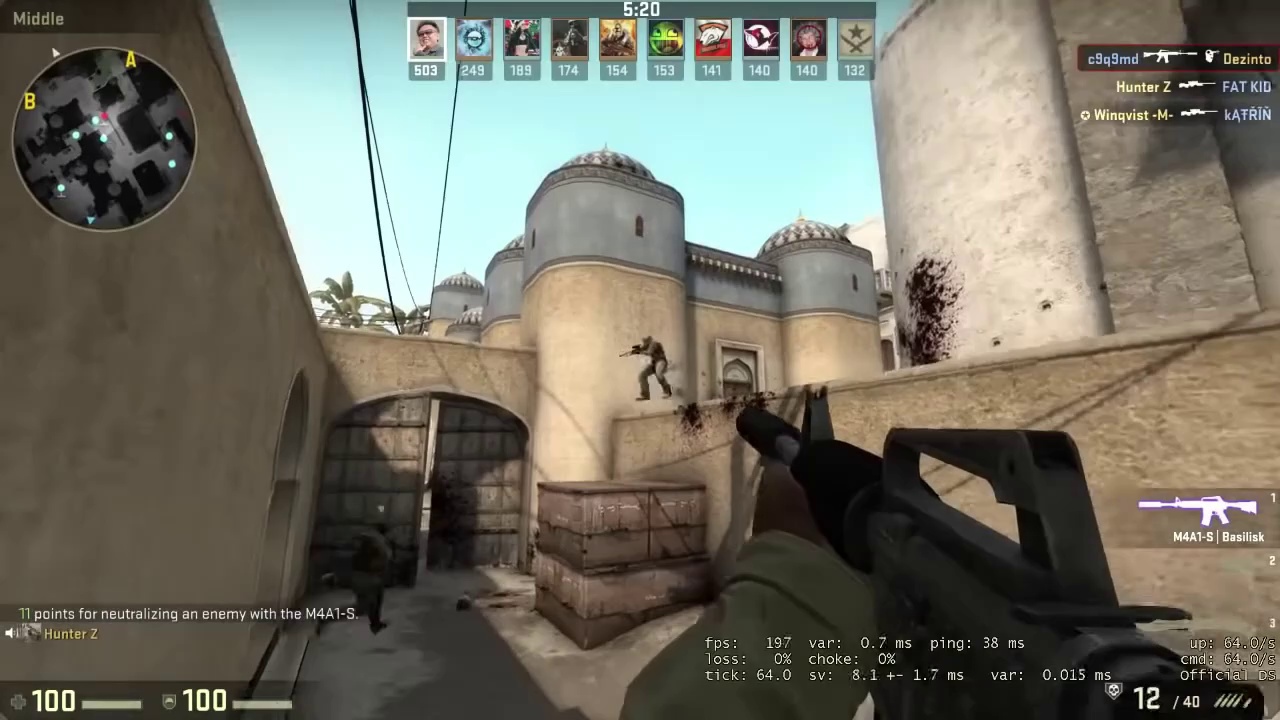 Middle
5:20
503 249 189 174 154 153 141 140 140 132
A
B
c9q9md Dezinto
Hunter Z FAT KID
Winqvist -M- kĄŦŘĪÑ
1
M4A1-S | Basilisk
2
3
11 points for neutralizing an enemy with the M4A1-S.
Hunter Z
fps: 197 var: 0.7 ms ping: 38 ms
loss: 0% choke: 0%
tick: 64.0 sv: 8.1 +- 1.7 ms var: 0.015 ms
up: 64.0/s
cmd: 64.0/s
Official DS
100 100
12 / 40